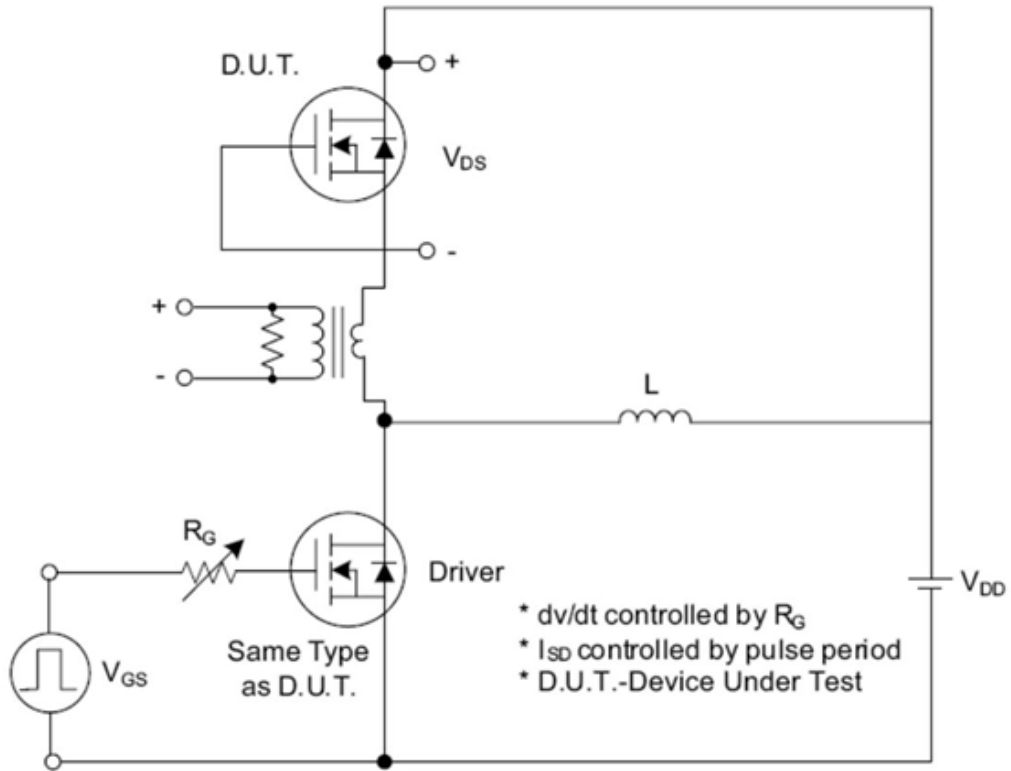 D.U.T.
+
VDS
-
+
-
L
RG
Driver
VDD
VGS
Same Type
as D.U.T.
* dv/dt controlled by RG
* ISD controlled by pulse period
* D.U.T.-Device Under Test